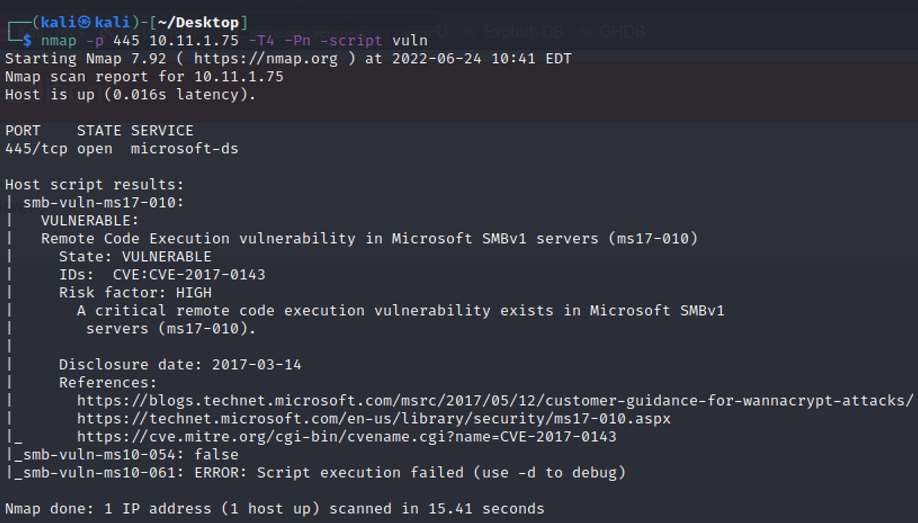 ┌──(kali㉿kali)-[~/Desktop]
└─$ nmap -p 445 10.11.1.75 -T4 -Pn -script vuln
Exploit-DB GHDB
Starting Nmap 7.92 ( https://nmap.org ) at 2022-06-24 10:41 EDT
Nmap scan report for 10.11.1.75
Host is up (0.016s latency).

PORT    STATE SERVICE
445/tcp open  microsoft-ds

Host script results:
| smb-vuln-ms17-010:
|   VULNERABLE:
|   Remote Code Execution vulnerability in Microsoft SMBv1 servers (ms17-010)
|     State: VULNERABLE
|     IDs:  CVE:CVE-2017-0143
|     Risk factor: HIGH
|       A critical remote code execution vulnerability exists in Microsoft SMBv1
|        servers (ms17-010).
|
|     Disclosure date: 2017-03-14
|     References:
|       https://blogs.technet.microsoft.com/msrc/2017/05/12/customer-guidance-for-wannacrypt-attacks/
|       https://technet.microsoft.com/en-us/library/security/ms17-010.aspx
|_      https://cve.mitre.org/cgi-bin/cvename.cgi?name=CVE-2017-0143
|_smb-vuln-ms10-054: false
|_smb-vuln-ms10-061: ERROR: Script execution failed (use -d to debug)

Nmap done: 1 IP address (1 host up) scanned in 15.41 seconds